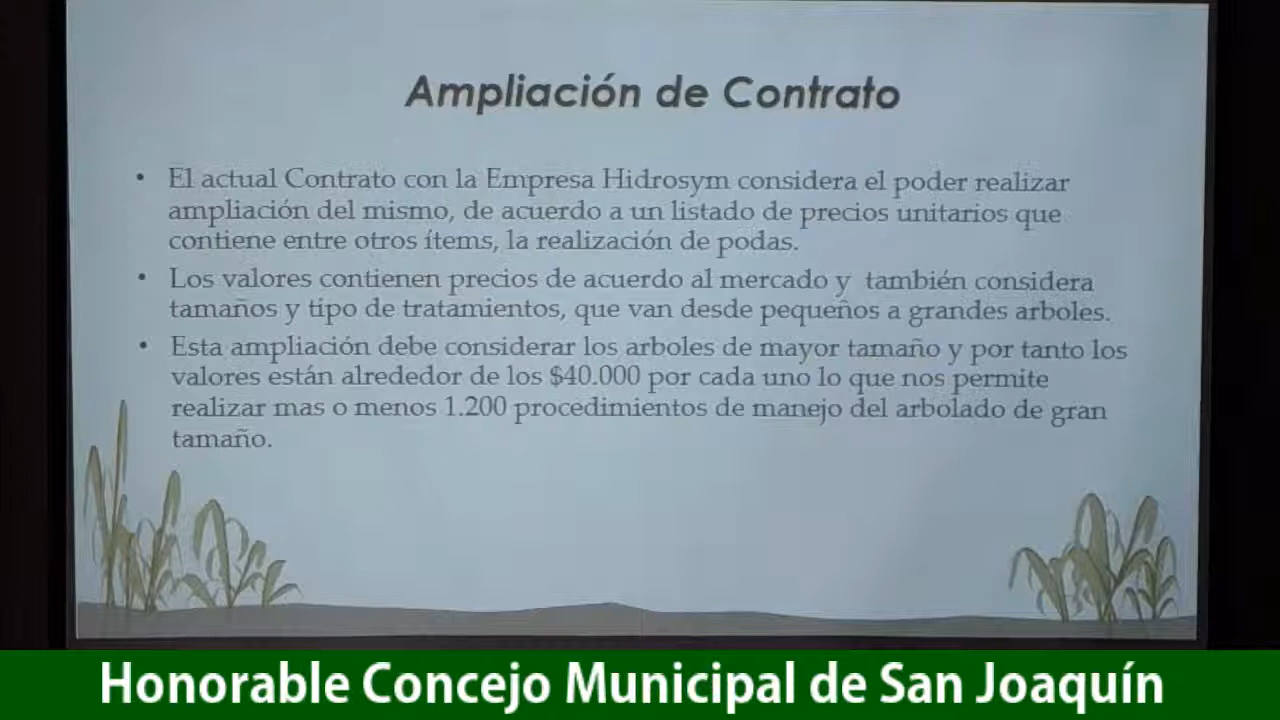 Ampliación de Contrato
• El actual Contrato con la Empresa Hidrosym considera el poder realizar
ampliación del mismo, de acuerdo a un listado de precios unitarios que
contiene entre otros ítems, la realización de podas.
• Los valores contienen precios de acuerdo al mercado y también considera
tamaños y tipo de tratamientos, que van desde pequeños a grandes arboles.
• Esta ampliación debe considerar los arboles de mayor tamaño y por tanto los
valores están alrededor de los $40.000 por cada uno lo que nos permite
realizar mas o menos 1.200 procedimientos de manejo del arbolado de gran
tamaño.
Honorable Concejo Municipal de San Joaquín